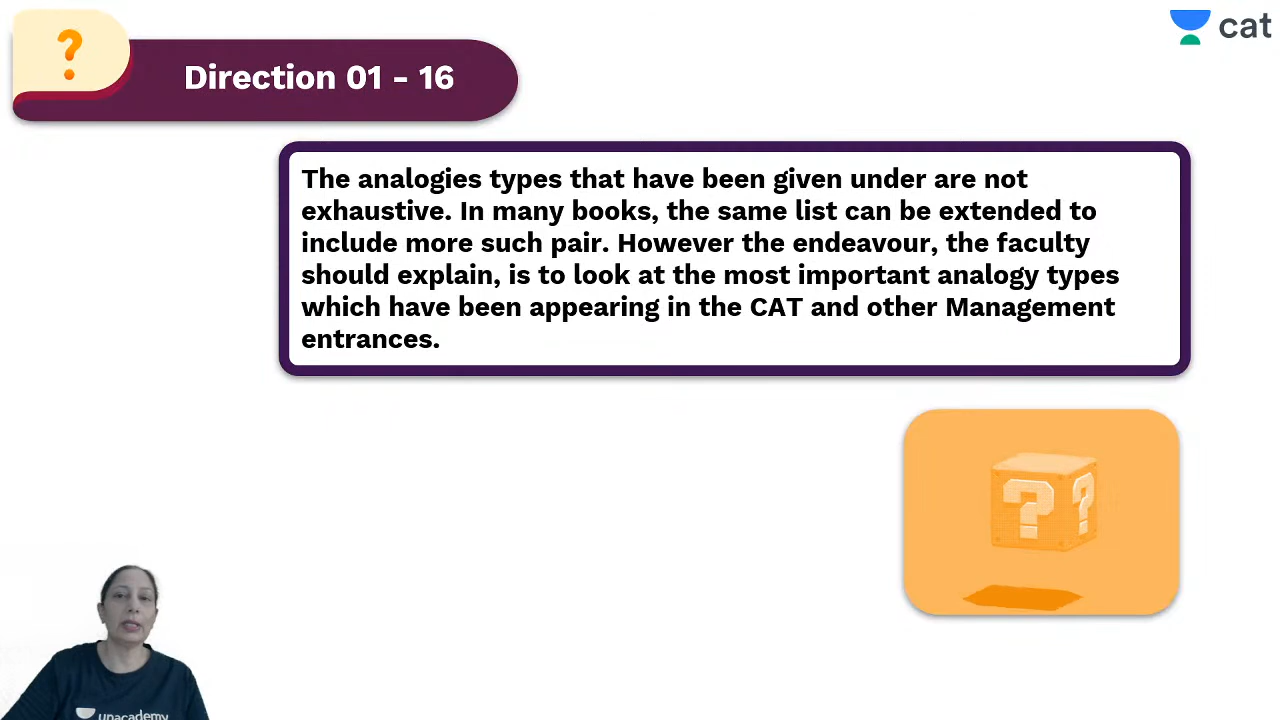 ?
cat
Direction 01 - 16
The analogies types that have been given under are not
exhaustive. In many books, the same list can be extended to
include more such pair. However the endeavour, the faculty
should explain, is to look at the most important analogy types
which have been appearing in the CAT and other Management
entrances.
? ?
unacademy